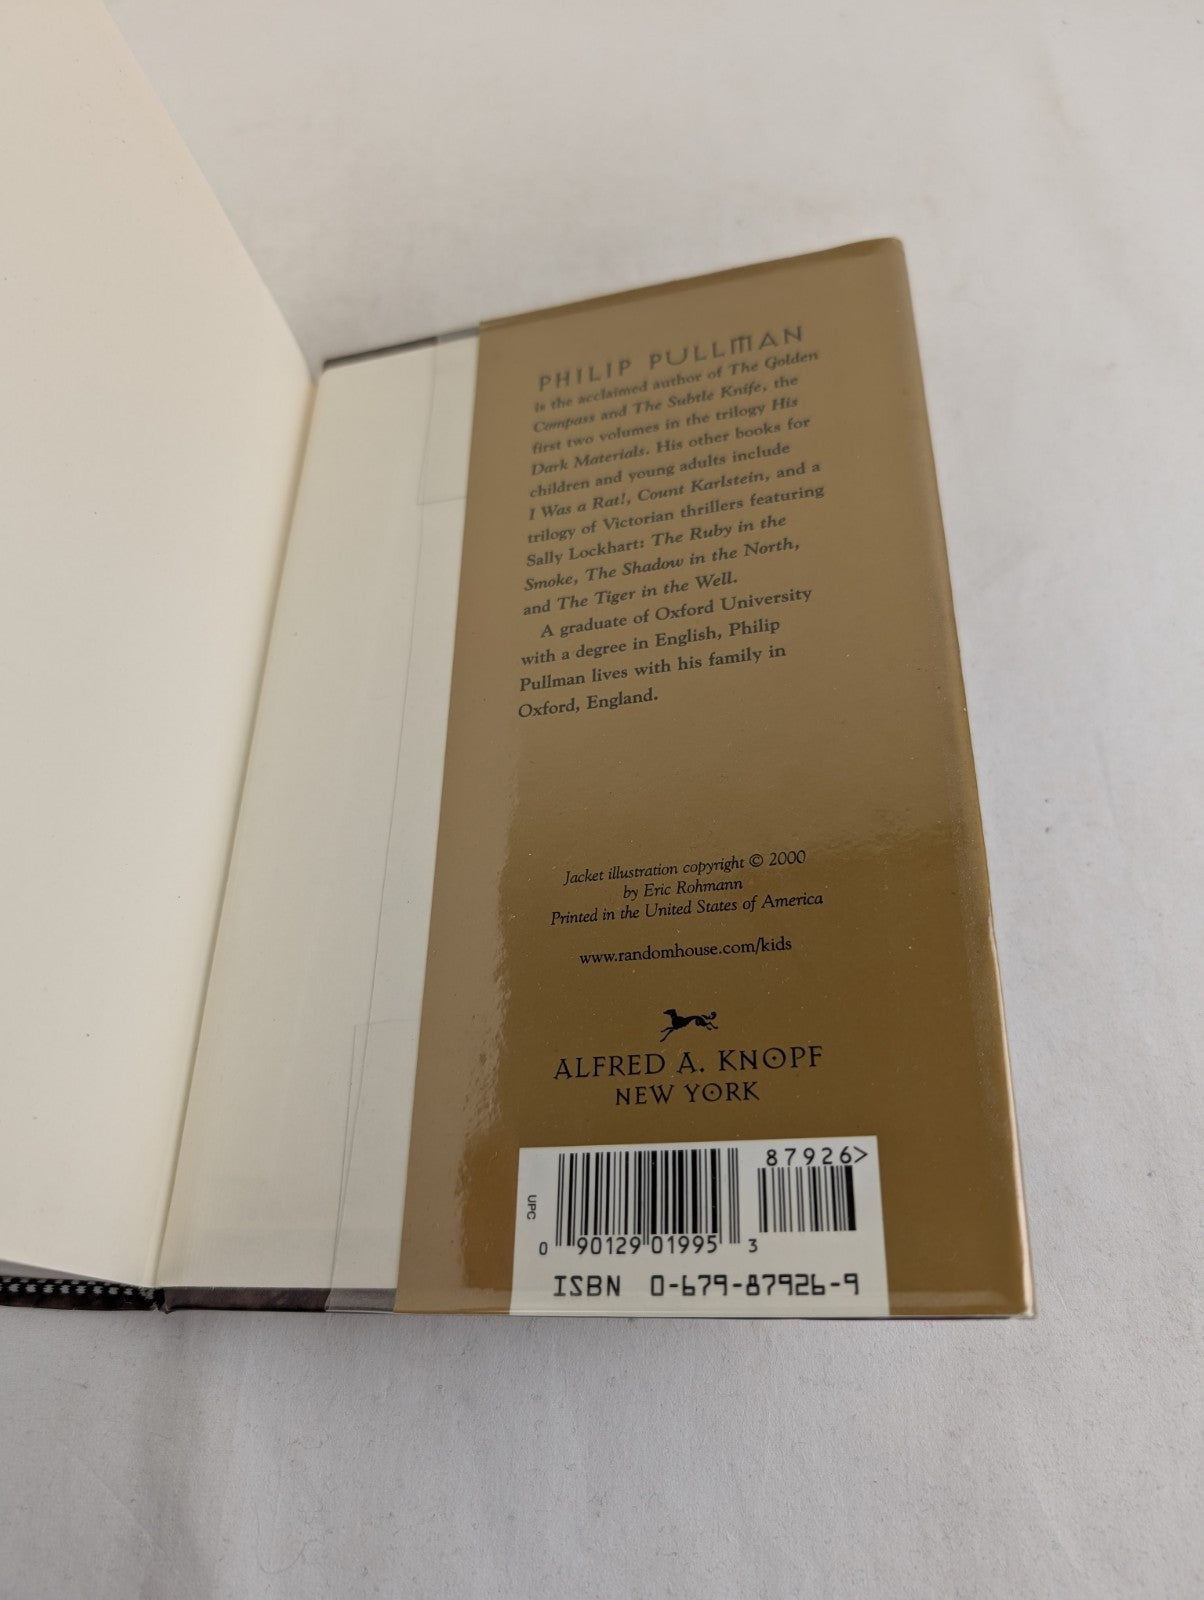 PHILIP PULLMAN
is the acclaimed author of The Golden
Compass and The Subtle Knife, the
first two volumes in the trilogy His
Dark Materials. His other books for
children and young adults include
I Was a Rat!, Count Karlstein, and a
trilogy of Victorian thrillers featuring
Sally Lockhart: The Ruby in the
Smoke, The Shadow in the North,
and The Tiger in the Well.
A graduate of Oxford University
with a degree in English, Philip
Pullman lives with his family in
Oxford, England.
Jacket illustration copyright © 2000
by Eric Rohmann
Printed in the United States of America
www.randomhouse.com/kids
ALFRED A. KNOPF
NEW YORK
87926>
UPC
0 90129 01995 3
ISBN 0-679-87926-9